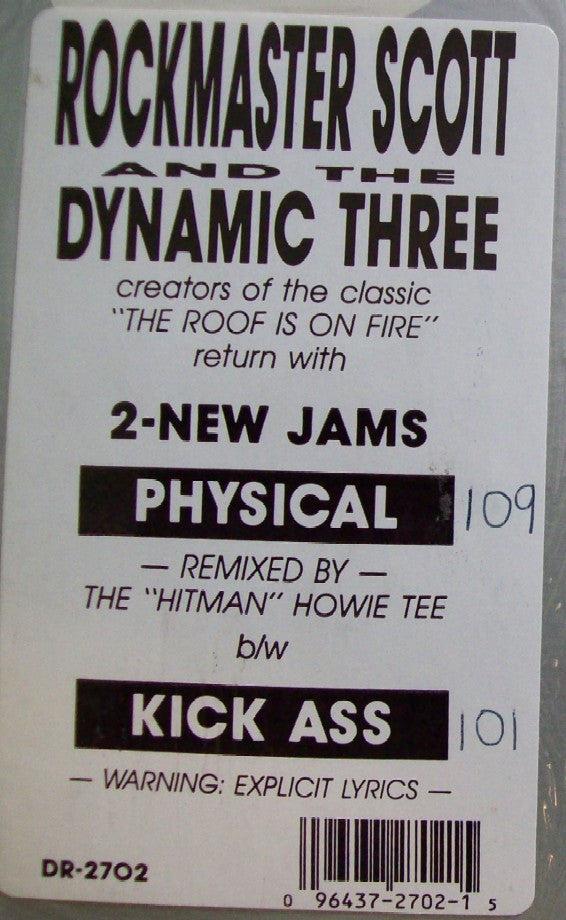 ROCKMASTER SCOTT
AND THE
DYNAMIC THREE
creators of the classic
"THE ROOF IS ON FIRE"
return with
2-NEW JAMS
PHYSICAL 109
— REMIXED BY —
THE "HITMAN" HOWIE TEE
b/w
KICK ASS 101
— WARNING: EXPLICIT LYRICS —
DR-2702
0 96437-2702-1 5